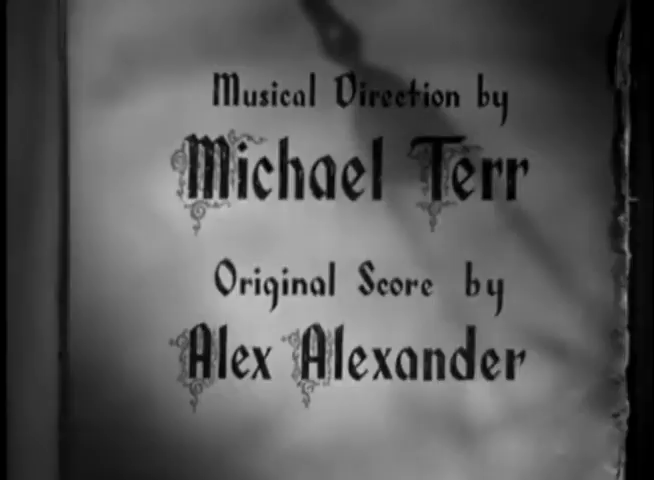 Musical Direction by
Michael Terr
Original Score by
Alex Alexander